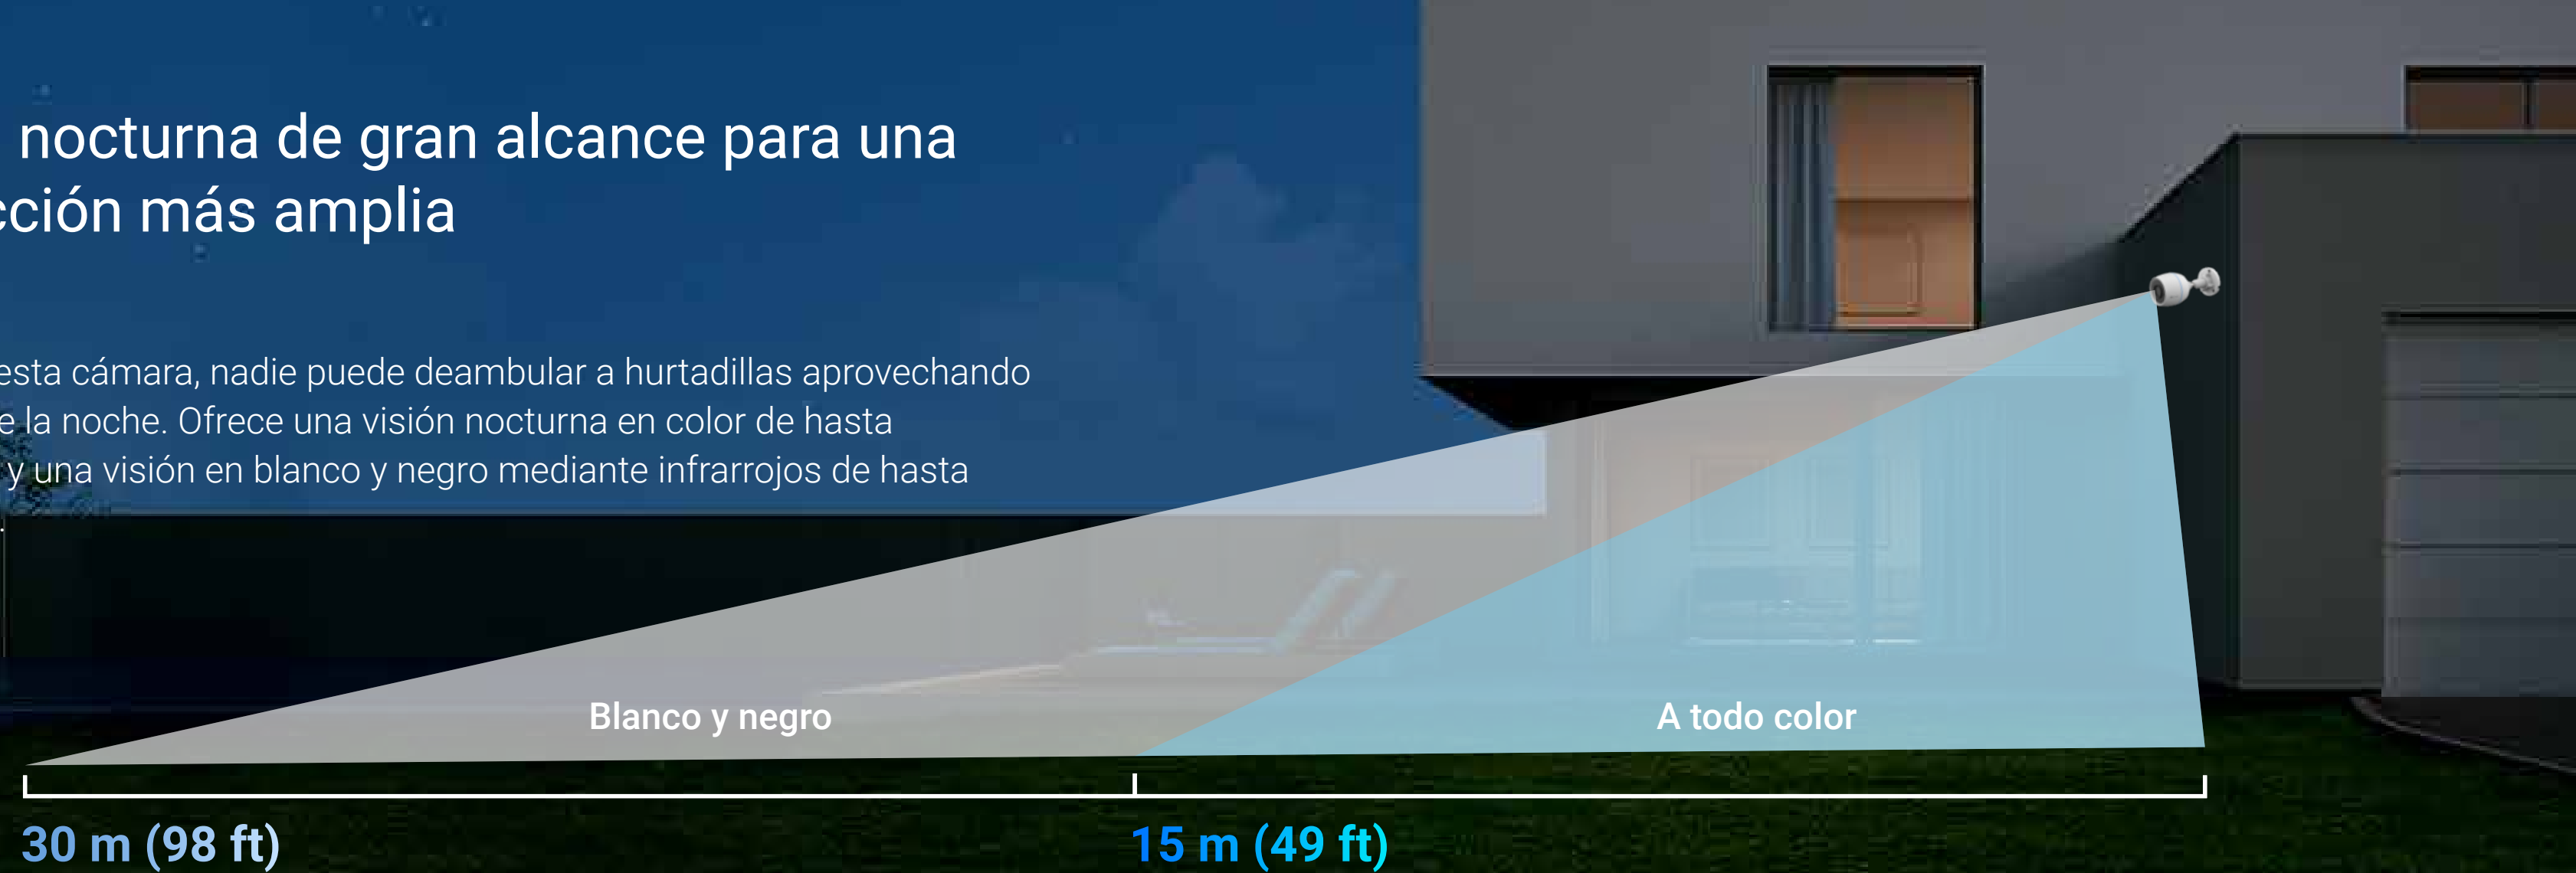 nocturna de gran alcance para una
cción más amplia
esta cámara, nadie puede deambular a hurtadillas aprovechando
e la noche. Ofrece una visión nocturna en color de hasta
y una visión en blanco y negro mediante infrarrojos de hasta
.
Blanco y negro
A todo color
30 m (98 ft)
15 m (49 ft)